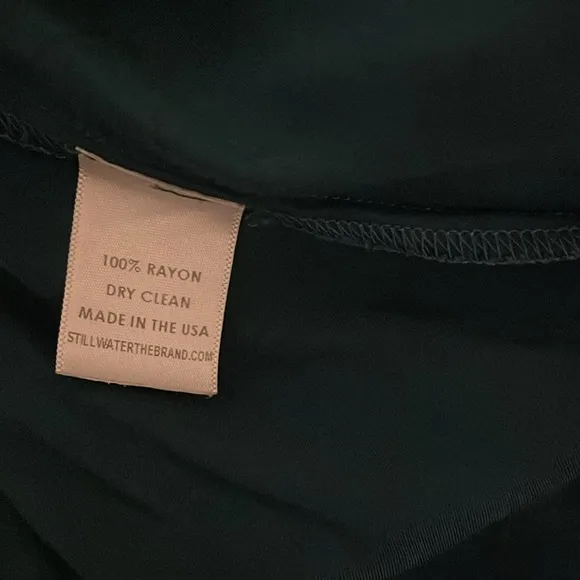 100% RAYON
DRY CLEAN
MADE IN THE USA
STILLWATERTHEBRAND.COM